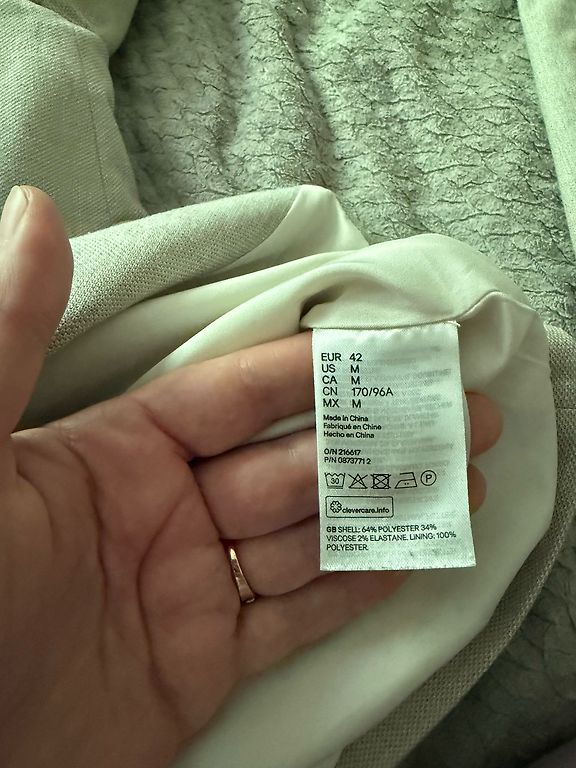 EUR 42
US M
CA M
CN 170/96A
MX M
Made in China
Fabriqué en Chine
Hecho en China
O/N 216617
P/N 0873771 2
30 P
clevercare.info
GB SHELL: 64% POLYESTER 34%
VISCOSE 2% ELASTANE. LINING: 100%
POLYESTER.